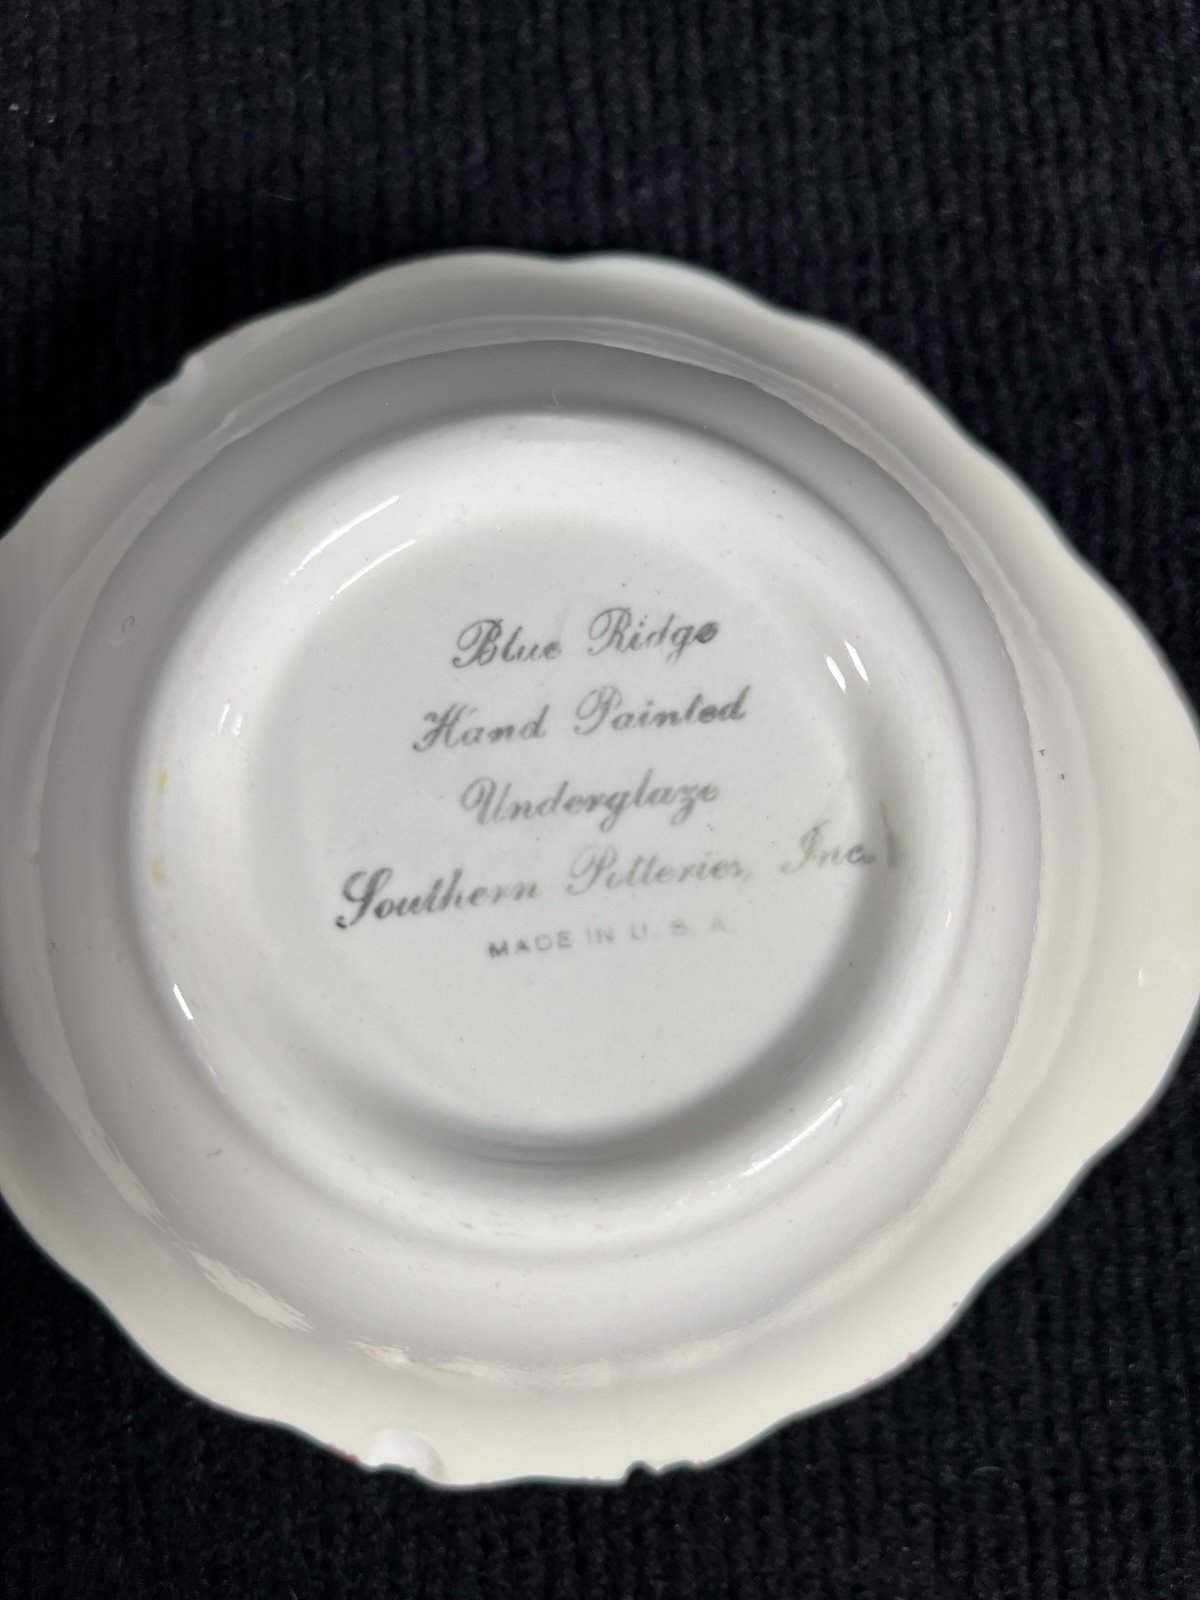 Blue Ridge
Hand Painted
Underglaze
Southern Potteries, Inc.
MADE IN U. S. A.